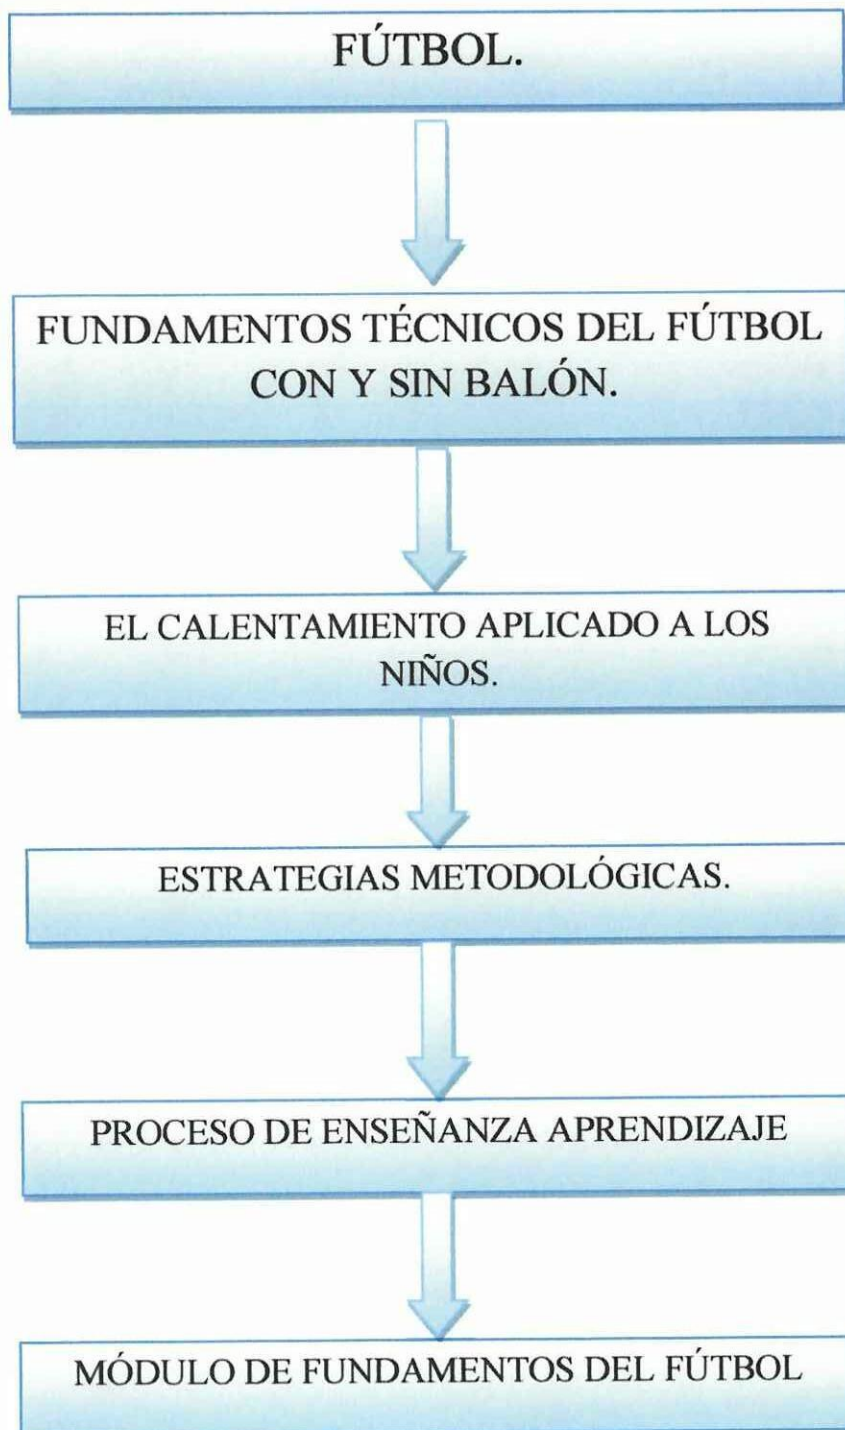 FÚTBOL.
FUNDAMENTOS TÉCNICOS DEL FÚTBOL
CON Y SIN BALÓN.
EL CALENTAMIENTO APLICADO A LOS
NIÑOS.
ESTRATEGIAS METODOLÓGICAS.
PROCESO DE ENSEÑANZA APRENDIZAJE
MÓDULO DE FUNDAMENTOS DEL FÚTBOL